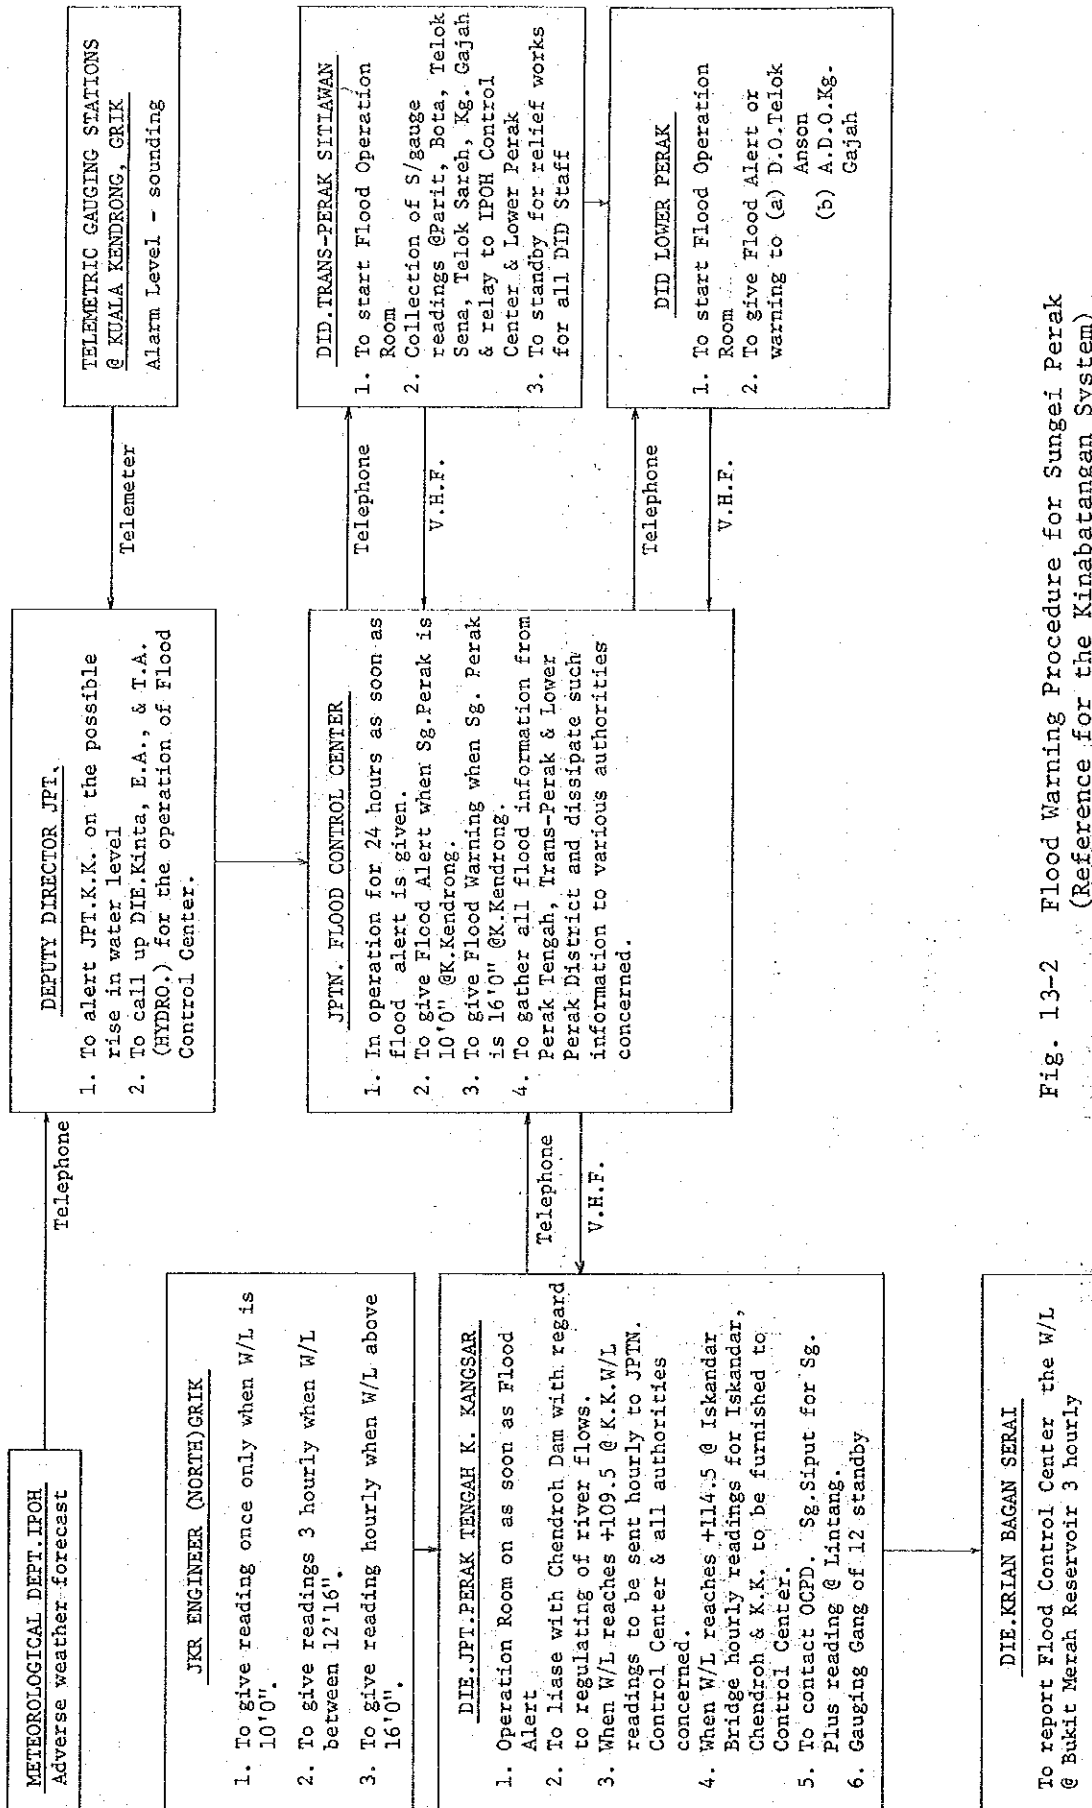 METEOROLOGICAL DEPT.IPOH
Adverse weather forecast
Telephone
DEPUTY DIRECTOR JPT.
1. To alert JPT.K.K. on the possible
rise in water level
2. To call up DIE.Kinta, E.A., & T.A.
(HYDRO.) for the operation of Flood
Control Center.
Telemeter
TELEMETRIC GAUGING STATIONS
@ KUALA KENDRONG, GRIK
Alarm Level - sounding
JKR ENGINEER (NORTH)GRIK
1. To give reading once only when W/L is
10'0".
2. To give readings 3 hourly when W/L
between 12'16".
3. To give reading hourly when W/L above
16'0".
DIE.JPT.PERAK TENGAH K. KANGSAR
1. Operation Room on as soon as Flood
Alert
2. To liase with Chendroh Dam with regard
to regulating of river flows.
3. When W/L reaches +109.5 @ K.K.W/L
readings to be sent hourly to JPTN.
Control Center & all authorities
concerned.
4. When W/L reaches +114.5 @ Iskandar
Bridge hourly readings for Iskandar,
Chendroh & K.K. to be furnished to
Control Center.
5. To contact OCPD. Sg.Siput for Sg.
Plus reading @ Lintang.
6. Gauging Gang of 12 standby
Telephone
V.H.F.
JPTN. FLOOD CONTROL CENTER
1. In operation for 24 hours as soon as
flood alert is given.
2. To give Flood Alert when Sg.Perak is
10'0" @K.Kendrong.
3. To give Flood Warning when Sg. Perak
is 16'0" @K.Kendrong.
4. To gather all flood information from
Perak Tengah, Trans-Perak & Lower
Perak District and dissipate such
information to various authorities
concerned.
Telephone
V.H.F.
DID.TRANS-PERAK SITIAWAN
1. To start Flood Operation
Room
2. Collection of S/gauge
readings @Parit, Bota, Telok
Sena, Telok Sareh, Kg. Gajah
& relay to IPOH Control
Center & Lower Perak
3. To standby for relief works
for all DID Staff
Telephone
V.H.F.
DID LOWER PERAK
1. To start Flood Operation
Room
2. To give Flood Alert or
warning to (a) D.O.Telok
Anson
(b) A.D.O.Kg.
Gajah
DIE.KRIAN BAGAN SERAI
To report Flood Control Center the W/L
@ Bukit Merah Reservoir 3 hourly
Fig. 13-2 Flood Warning Procedure for Sungei Perak
(Reference for the Kinabatangan System)